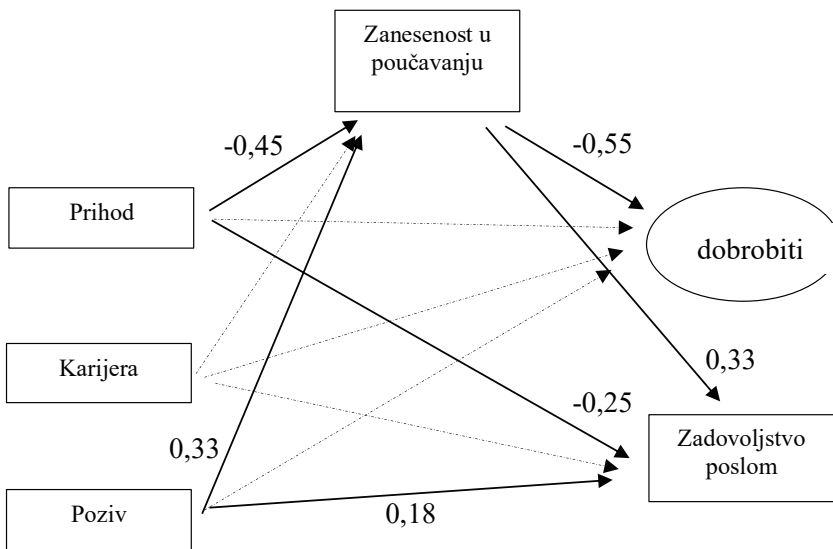 Zanesenost u
poučavanju
-0,45
-0,55
Prihod
dobrobiti
Karijera
0,33
-0,25
0,33
Zadovoljstvo
poslom
Poziv
0,18